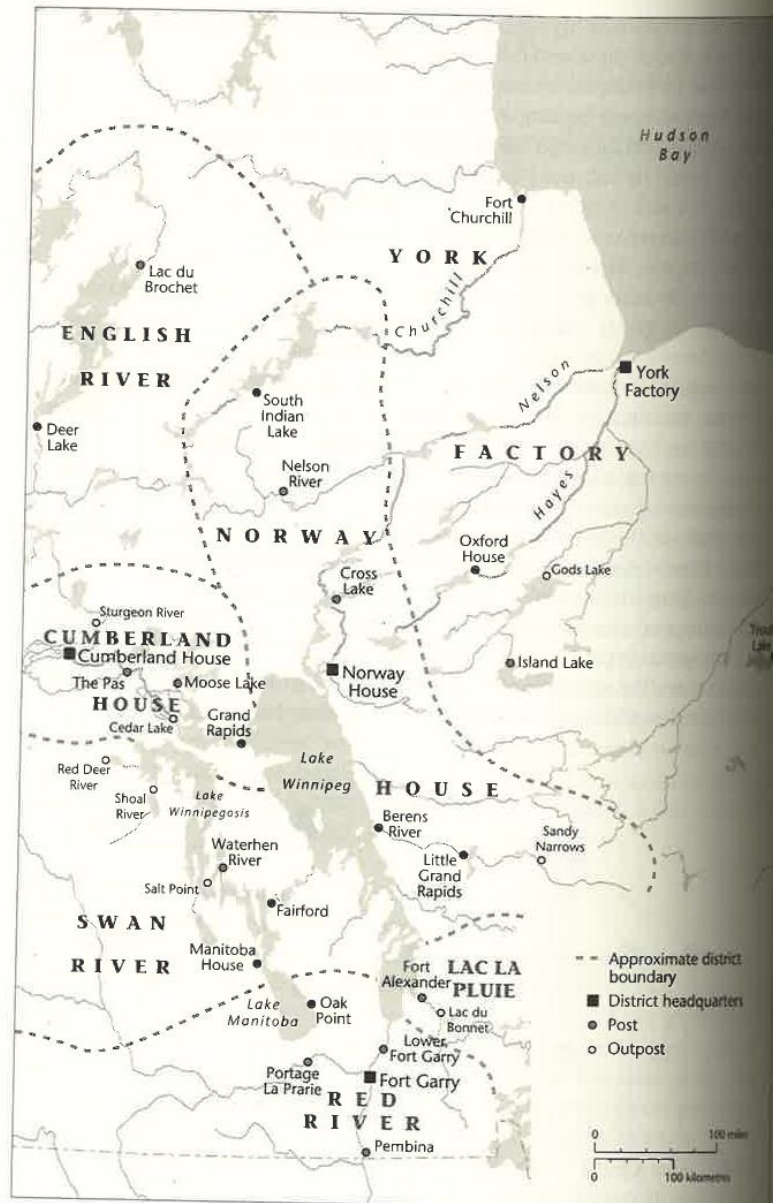 Hudson
Bay
Fort
Churchill
YORK
Lac du
Brochet
Churchill
ENGLISH
RIVER
Nelson
York
Factory
South
Indian
Lake
Deer
Lake
FACTORY
Nelson
River
Hayes
NORWAY
Oxford
House
Gods Lake
Cross
Lake
Sturgeon River
CUMBERLAND
Cumberland House
The Pas
Moose Lake
Norway
House
Island Lake
HOUSE
Cedar Lake
Grand
Rapids
Red Deer
River
Shoal
River
Lake
Winnipegosis
Lake
Winnipeg
HOUSE
Berens
River
Sandy
Narrows
Waterhen
River
Little
Grand
Rapids
Salt Point
Fairford
SWAN
RIVER
Manitoba
House
Fort
Alexander
LAC LA
PLUIE
Lake
Manitoba
Oak
Point
Lac du
Bonnet
Lower
Fort Garry
Portage
La Prarie
Fort Garry
RED
RIVER
Pembina
Approximate district
boundary
District headquarters
Post
Outpost
0 100 miles
0 100 kilometres